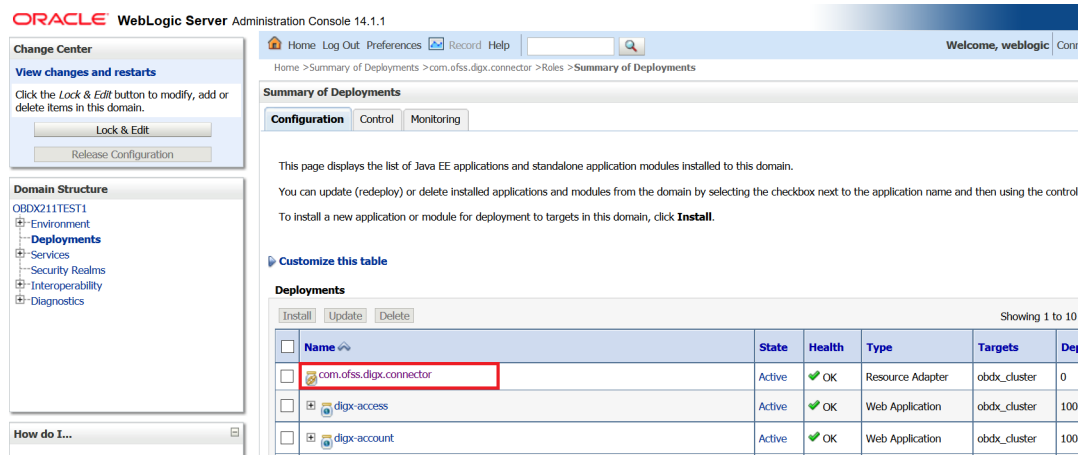 ORACLE WebLogic Server Administration Console 14.1.1
Change Center
View changes and restarts
Click the Lock & Edit button to modify, add or
delete items in this domain.
Lock & Edit
Release Configuration
Domain Structure
OBDX211TEST1
Environment
Deployments
Services
Security Realms
Interoperability
Diagnostics
How do I...
Home Log Out Preferences Record Help
Welcome, weblogic
Home >Summary of Deployments >com.ofss.digx.connector >Roles >Summary of Deployments
Summary of Deployments
Configuration Control Monitoring
This page displays the list of Java EE applications and standalone application modules installed to this domain.
You can update (redeploy) or delete installed applications and modules from the domain by selecting the checkbox next to the application name and then using the control
To install a new application or module for deployment to targets in this domain, click Install.
Customize this table
Deployments
Install Update Delete Showing 1 to 10
Name State Health Type Targets
com.ofss.digx.connector Active OK Resource Adapter obdx_cluster 0
digx-access Active OK Web Application obdx_cluster 100
digx-account Active OK Web Application obdx_cluster 100